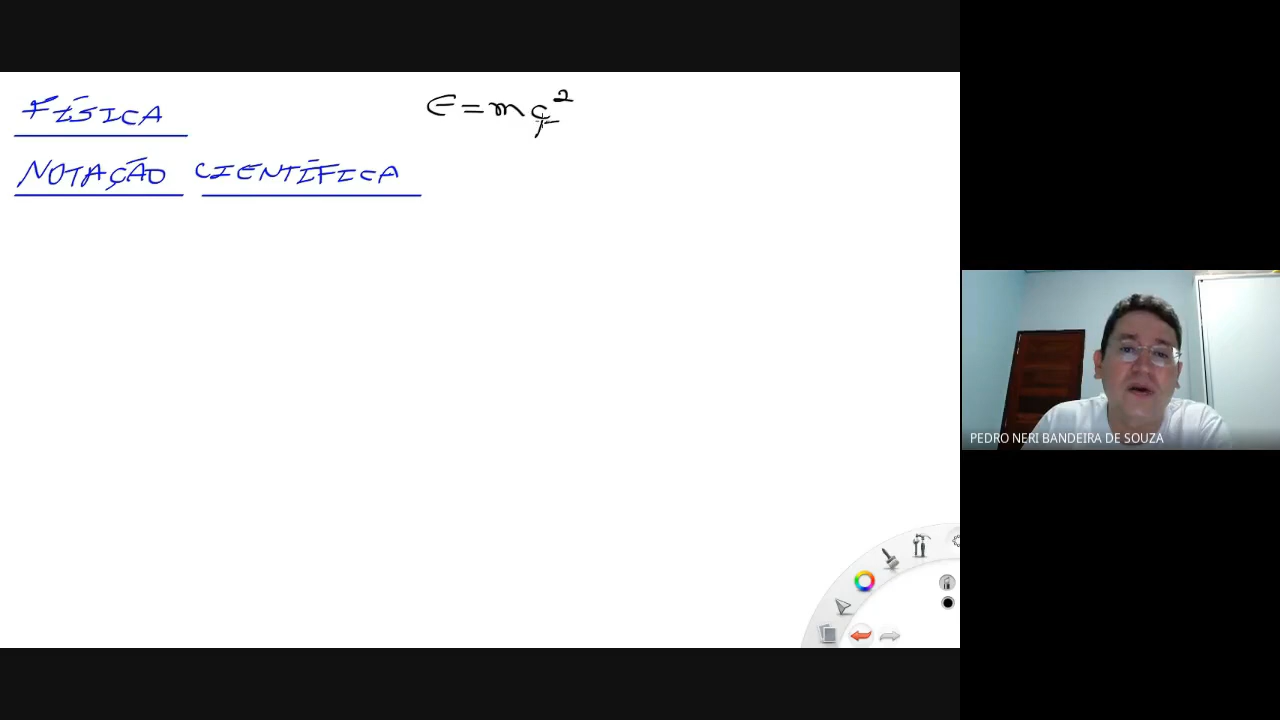 FÍSICA
E = mc²
NOTAÇÃO CIENTÍFICA
PEDRO NERI BANDEIRA DE SOUZA